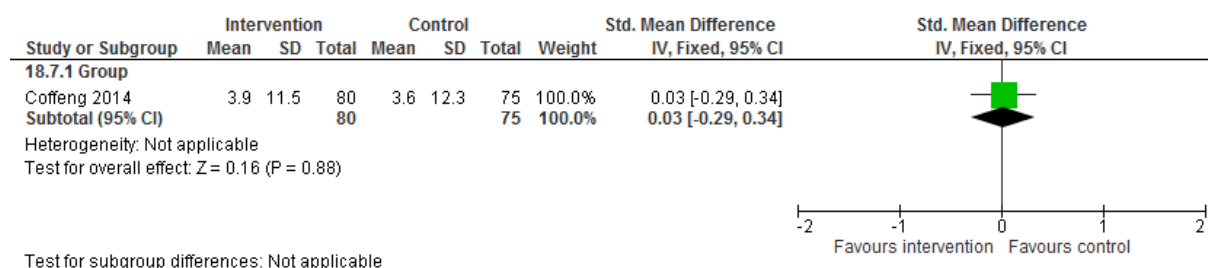 Intervention Control Std. Mean Difference Std. Mean Difference
Study or Subgroup Mean SD Total Mean SD Total Weight IV, Fixed, 95% CI IV, Fixed, 95% CI
18.7.1 Group
Coffeng 2014 3.9 11.5 80 3.6 12.3 75 100.0% 0.03 [-0.29, 0.34]
Subtotal (95% CI) 80 75 100.0% 0.03 [-0.29, 0.34]
Heterogeneity: Not applicable
Test for overall effect: Z = 0.16 (P = 0.88)
-2 -1 0 1 2
Favours intervention Favours control
Test for subgroup differences: Not applicable